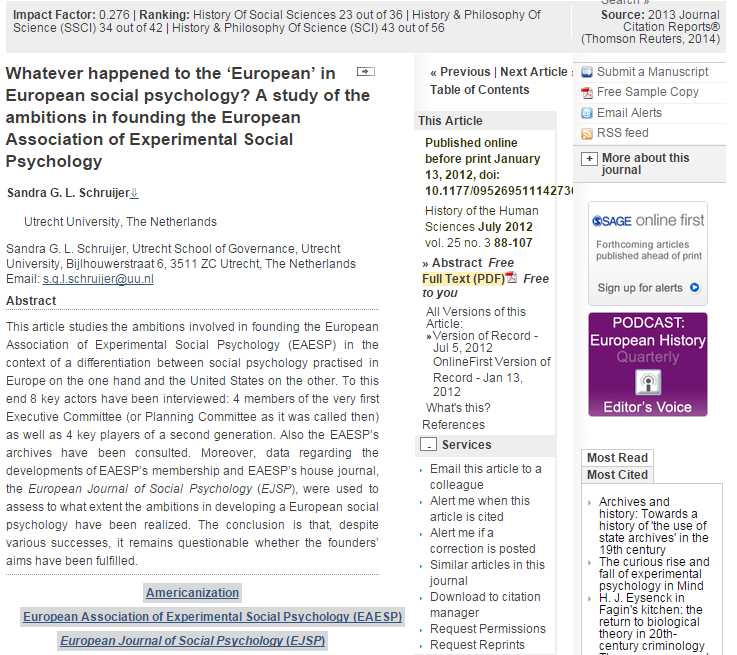 Impact Factor: 0.276 | Ranking: History Of Social Sciences 23 out of 36 | History & Philosophy Of
Science (SSCI) 34 out of 42 | History & Philosophy Of Science (SCI) 43 out of 56
Search »
Source: 2013 Journal
Citation Reports®
(Thomson Reuters, 2014)
Whatever happened to the ‘European’ in
European social psychology? A study of the
ambitions in founding the European
Association of Experimental Social
Psychology
Sandra G. L. Schruijer
Utrecht University, The Netherlands
Sandra G. L. Schruijer, Utrecht School of Governance, Utrecht
University, Bijlhouwerstraat 6, 3511 ZC Utrecht, The Netherlands
Email: s.g.l.schruijer@uu.nl
Abstract
This article studies the ambitions involved in founding the European
Association of Experimental Social Psychology (EAESP) in the
context of a differentiation between social psychology practised in
Europe on the one hand and the United States on the other. To this
end 8 key actors have been interviewed: 4 members of the very first
Executive Committee (or Planning Committee as it was called then)
as well as 4 key players of a second generation. Also the EAESP’s
archives have been consulted. Moreover, data regarding the
developments of EAESP’s membership and EAESP’s house journal,
the European Journal of Social Psychology (EJSP), were used to
assess to what extent the ambitions in developing a European social
psychology have been realized. The conclusion is that, despite
various successes, it remains questionable whether the founders’
aims have been fulfilled.
Americanization
European Association of Experimental Social Psychology (EAESP)
European Journal of Social Psychology (EJSP)
« Previous | Next Article
Table of Contents
This Article
Published online
before print January
13, 2012, doi:
10.1177/095269511142730
History of the Human
Sciences July 2012
vol. 25 no. 3 88-107
» Abstract Free
Full Text (PDF) Free
to you
All Versions of this
Article:
»Version of Record -
Jul 5, 2012
OnlineFirst Version of
Record - Jan 13,
2012
What's this?
References
- Services
Email this article to a
colleague
Alert me when this
article is cited
Alert me if a
correction is posted
Similar articles in this
journal
Download to citation
manager
Request Permissions
Request Reprints
Submit a Manuscript
Free Sample Copy
Email Alerts
RSS feed
+ More about this
journal
SAGE online first
Forthcoming articles
published ahead of print
Sign up for alerts
PODCAST:
European History
Quarterly
Editor's Voice
Most Read
Most Cited
Archives and
history: Towards a
history of 'the use of
state archives' in the
19th century
The curious rise and
fall of experimental
psychology in Mind
H. J. Eysenck in
Fagin's kitchen: the
return to biological
theory in 20th-
century criminology